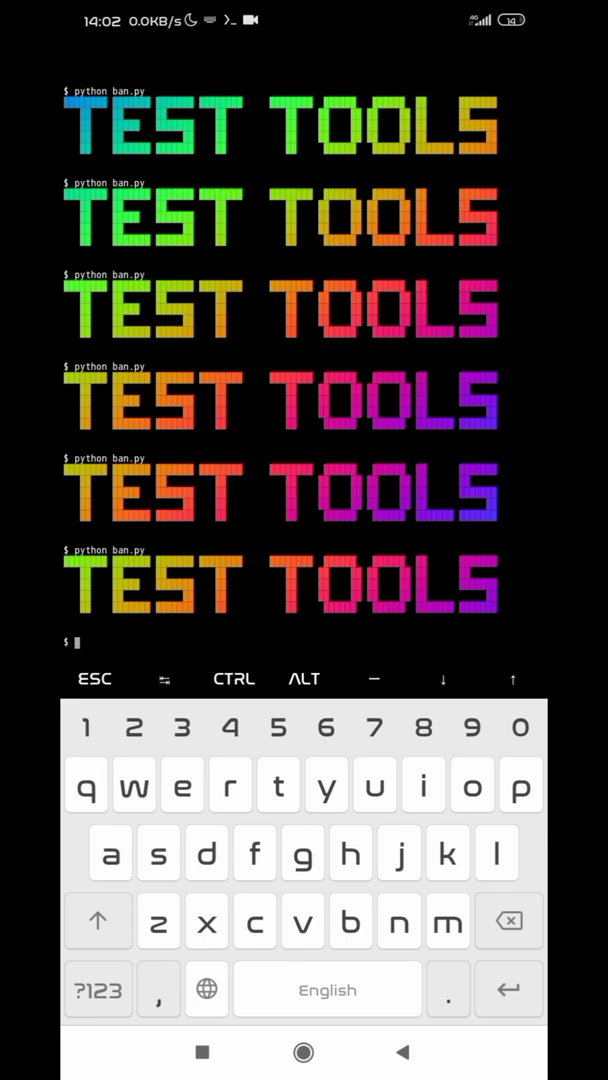 14:02 0.0KB/s 4G 14
$ python ban.py
TEST TOOLS
$ python ban.py
TEST TOOLS
$ python ban.py
TEST TOOLS
$ python ban.py
TEST TOOLS
$ python ban.py
TEST TOOLS
$ python ban.py
TEST TOOLS
$
ESC ↹ CTRL ALT — ↓ ↑
1 2 3 4 5 6 7 8 9 0
q w e r t y u i o p
a s d f g h j k l
z x c v b n m
?123 , English .